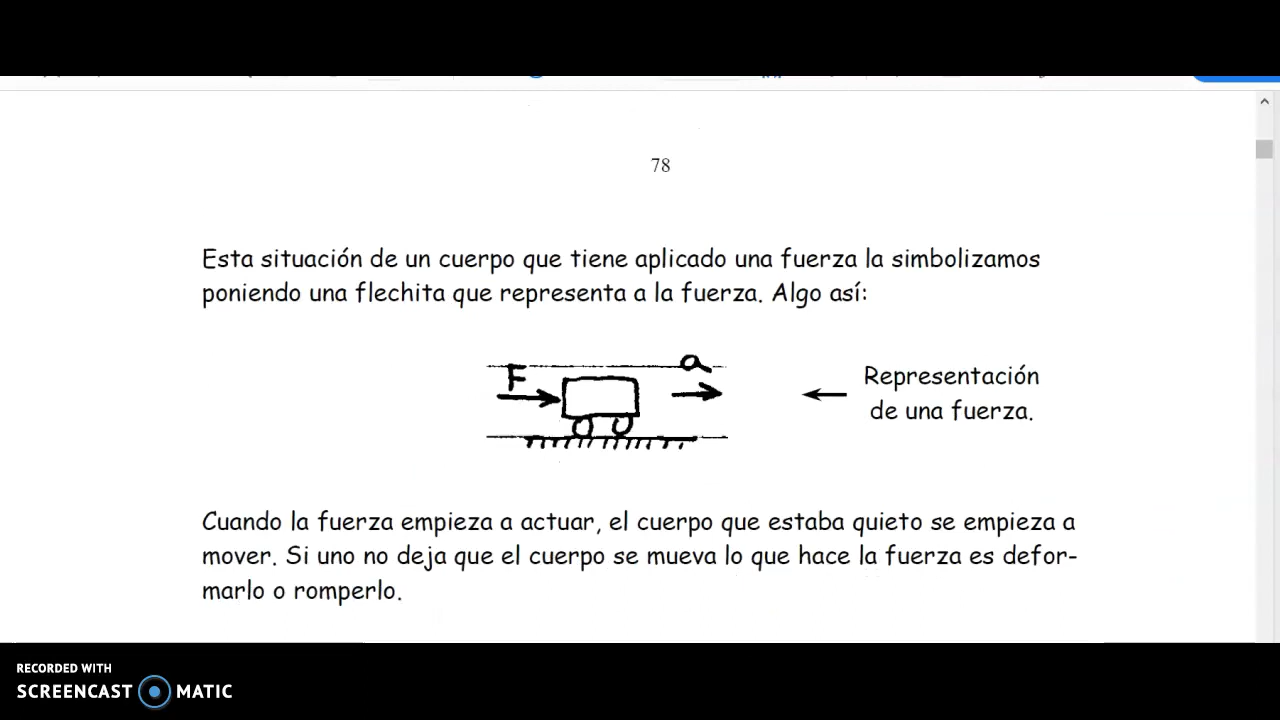 78
Esta situación de un cuerpo que tiene aplicado una fuerza la simbolizamos
poniendo una flechita que representa a la fuerza. Algo así:
F
a
Representación
de una fuerza.
Cuando la fuerza empieza a actuar, el cuerpo que estaba quieto se empieza a
mover. Si uno no deja que el cuerpo se mueva lo que hace la fuerza es defor-
marlo o romperlo.
RECORDED WITH
SCREENCAST MATIC